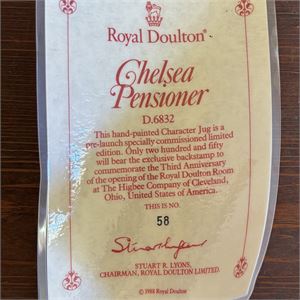 Royal Doulton®
Chelsea
Pensioner
D.6832
This hand-painted Character Jug is a
pre-launch specially commissioned limited
edition. Only two hundred and fifty
will bear the exclusive backstamp to
commemorate the Third Anniversary
of the opening of the Royal Doulton Room
at The Higbee Company of Cleveland,
Ohio, United States of America.
THIS IS NO.
58
STUART R. LYONS,
CHAIRMAN, ROYAL DOULTON LIMITED.
© 1988 Royal Doulton